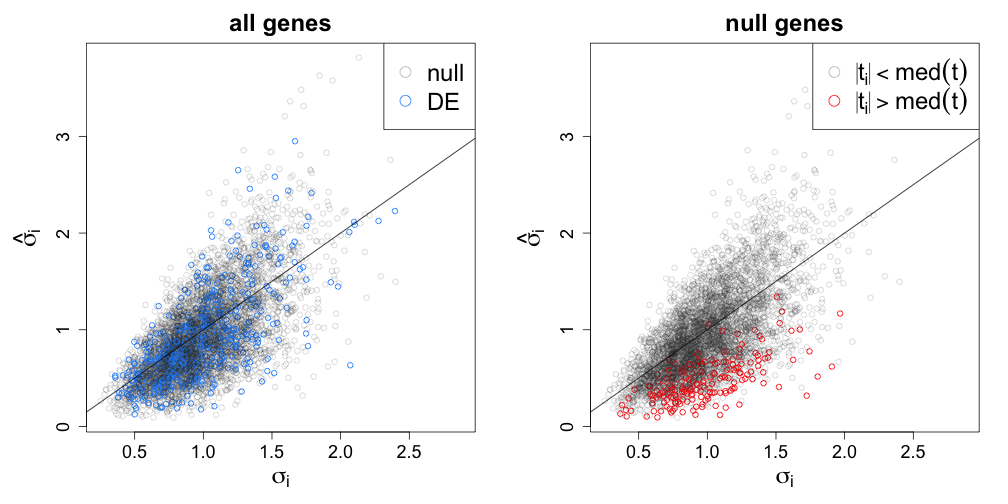 all genes
null
DE
σ̂i
3
2
1
0
0.5 1.0 1.5 2.0 2.5
σi
null genes
|ti| < med(t)
|ti| > med(t)
σ̂i
3
2
1
0
0.5 1.0 1.5 2.0 2.5
σi